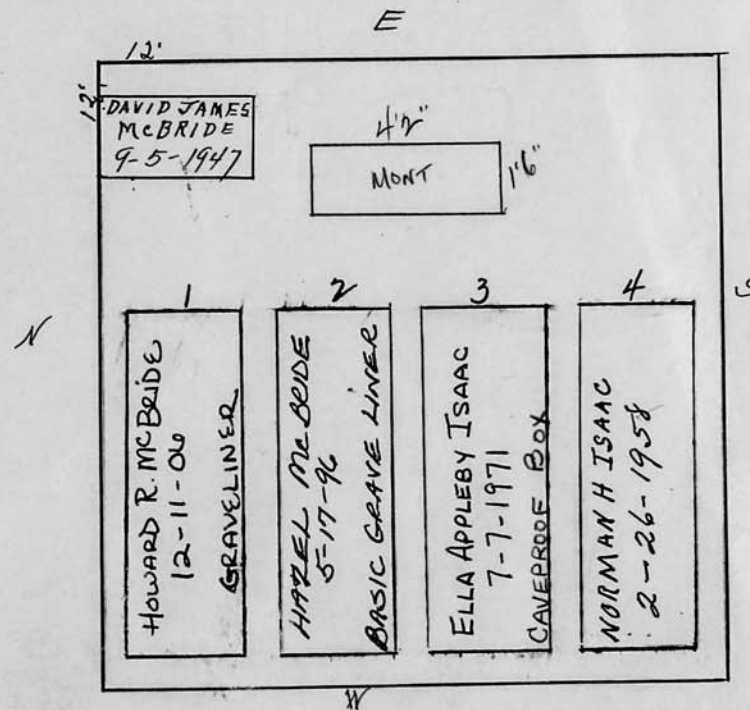 E
12'
12"
DAVID JAMES
McBRIDE
9-5-1947
4'2"
MONT
1'6"
N
S
1
2
3
4
HOWARD R. McBRIDE
12-11-06
GRAVELINER
HAZEL McBRIDE
5-17-96
BASIC GRAVE LINER
ELLA APPLEBY ISAAC
7-7-1971
CAVEPROOF BOX
NORMAN H ISAAC
2-26-1958
W